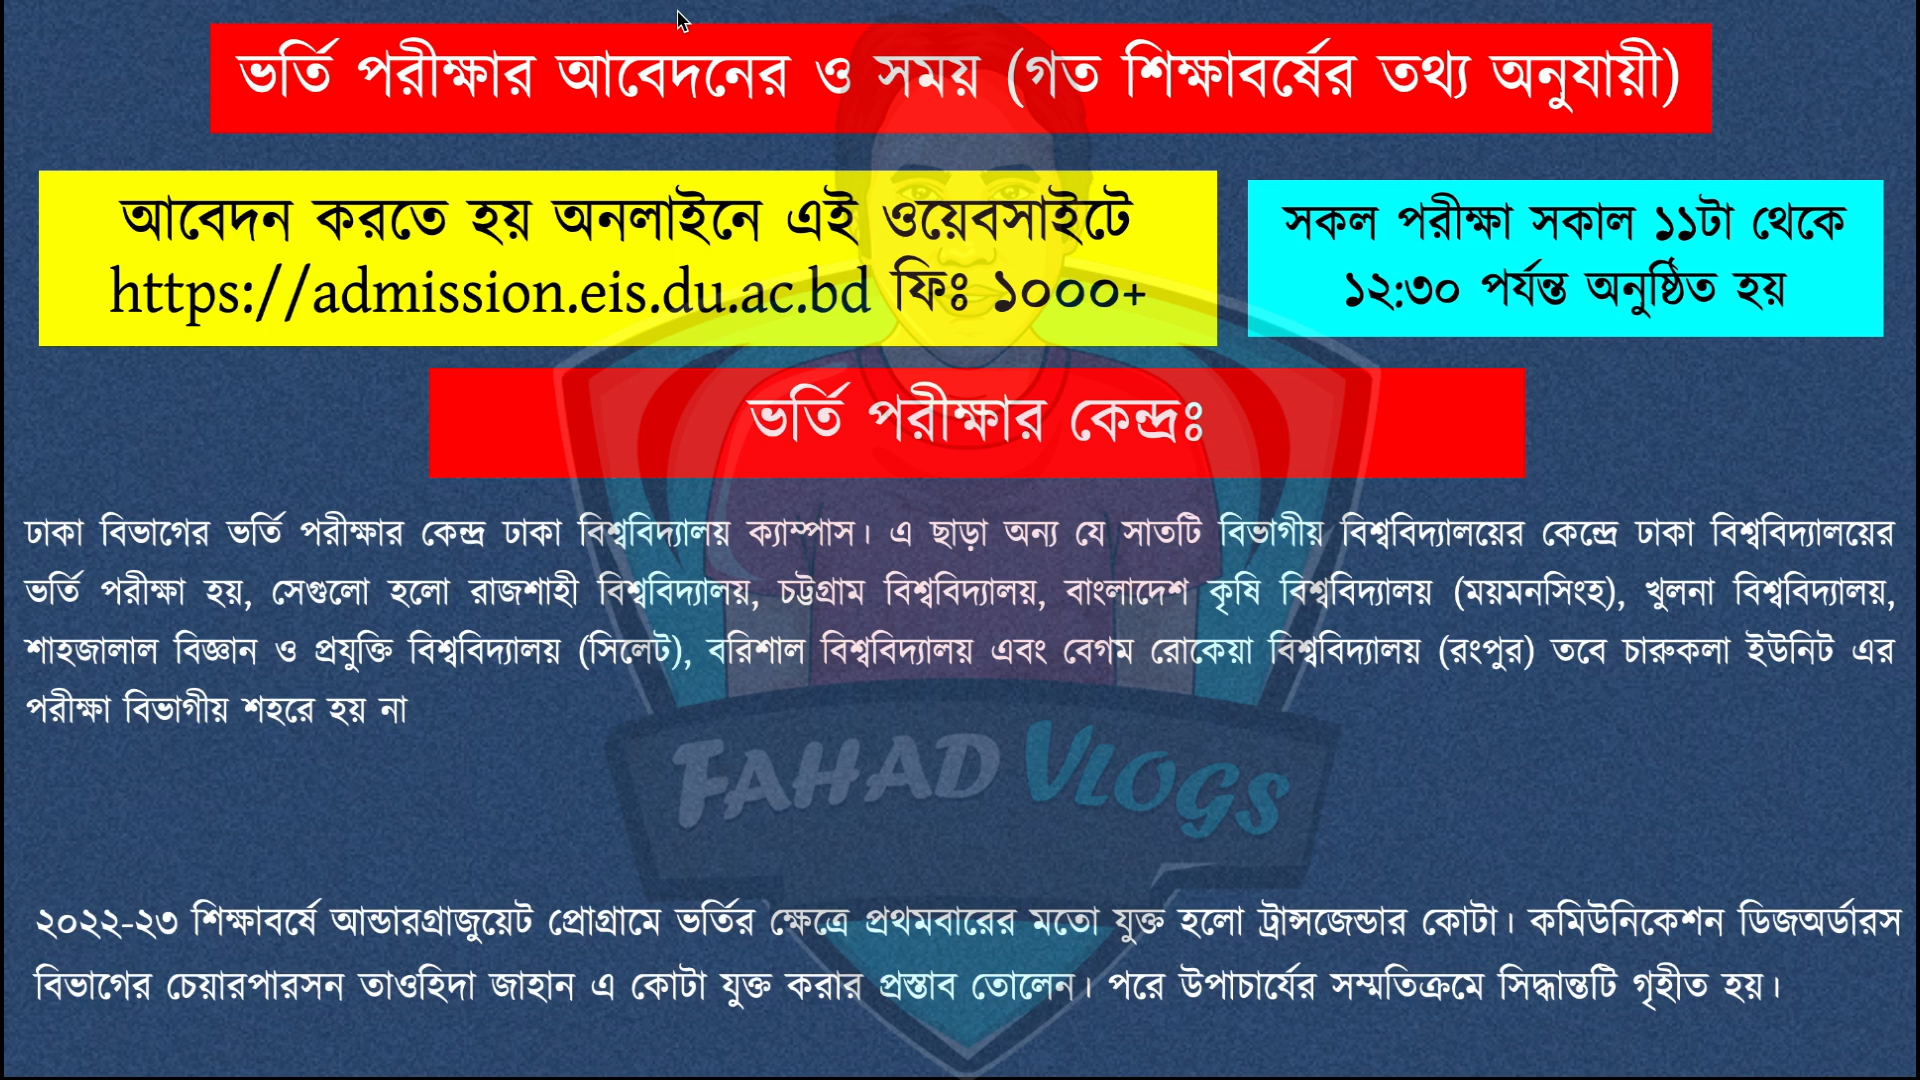 ভর্তি পরীক্ষার আবেদনের ও সময় (গত শিক্ষাবর্ষের তথ্য অনুযায়ী)
আবেদন করতে হয় অনলাইনে এই ওয়েবসাইটে
https://admission.eis.du.ac.bd ফিঃ ১০০০+
সকল পরীক্ষা সকাল ১১টা থেকে
১২:৩০ পর্যন্ত অনুষ্ঠিত হয়
ভর্তি পরীক্ষার কেন্দ্রঃ
ঢাকা বিভাগের ভর্তি পরীক্ষার কেন্দ্র ঢাকা বিশ্ববিদ্যালয় ক্যাম্পাস। এ ছাড়া অন্য যে সাতটি বিভাগীয় বিশ্ববিদ্যালয়ের কেন্দ্রে ঢাকা বিশ্ববিদ্যালয়ের
ভর্তি পরীক্ষা হয়, সেগুলো হলো রাজশাহী বিশ্ববিদ্যালয়, চট্টগ্রাম বিশ্ববিদ্যালয়, বাংলাদেশ কৃষি বিশ্ববিদ্যালয় (ময়মনসিংহ), খুলনা বিশ্ববিদ্যালয়,
শাহজালাল বিজ্ঞান ও প্রযুক্তি বিশ্ববিদ্যালয় (সিলেট), বরিশাল বিশ্ববিদ্যালয় এবং বেগম রোকেয়া বিশ্ববিদ্যালয় (রংপুর) তবে চারুকলা ইউনিট এর
পরীক্ষা বিভাগীয় শহরে হয় না
FAHAD VLOGS
২০২২-২৩ শিক্ষাবর্ষে আন্ডারগ্রাজুয়েট প্রোগ্রামে ভর্তির ক্ষেত্রে প্রথমবারের মতো যুক্ত হলো ট্রান্সজেন্ডার কোটা। কমিউনিকেশন ডিজঅর্ডারস
বিভাগের চেয়ারপারসন তাওহিদা জাহান এ কোটা যুক্ত করার প্রস্তাব তোলেন। পরে উপাচার্যের সম্মতিক্রমে সিদ্ধান্তটি গৃহীত হয়।